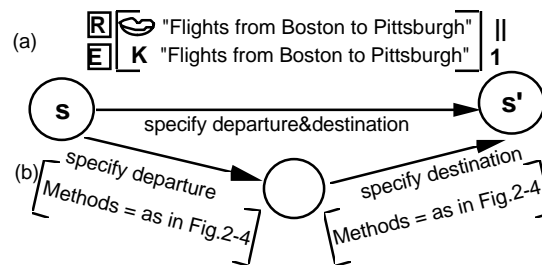 (a) R "Flights from Boston to Pittsburgh" ||
E K "Flights from Boston to Pittsburgh" 1
s s'
specify departure&destination
(b) specify departure specify destination
Methods = as in Fig.2-4 Methods = as in Fig.2-4